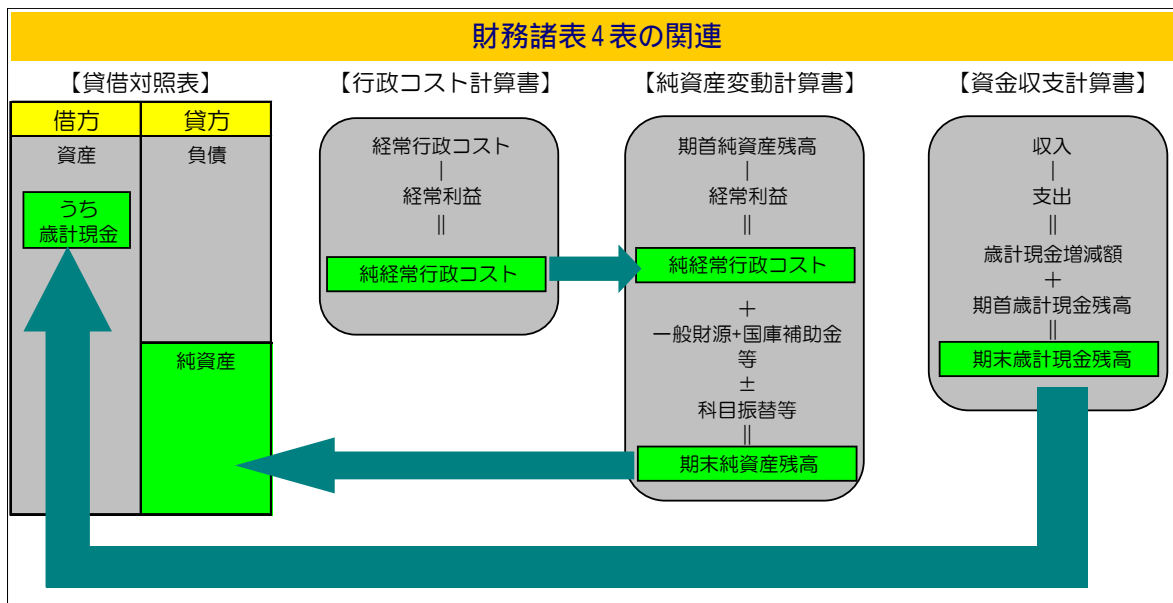 財務諸表4表の関連
【貸借対照表】
借方
貸方
資産
負債
うち
歳計現金
純資産
【行政コスト計算書】
経常行政コスト
|
経常利益
||
純経常行政コスト
【純資産変動計算書】
期首純資産残高
|
経常利益
||
純経常行政コスト
+
一般財源+国庫補助金
等
±
科目振替等
||
期末純資産残高
【資金収支計算書】
収入
|
支出
||
歳計現金増減額
+
期首歳計現金残高
||
期末歳計現金残高